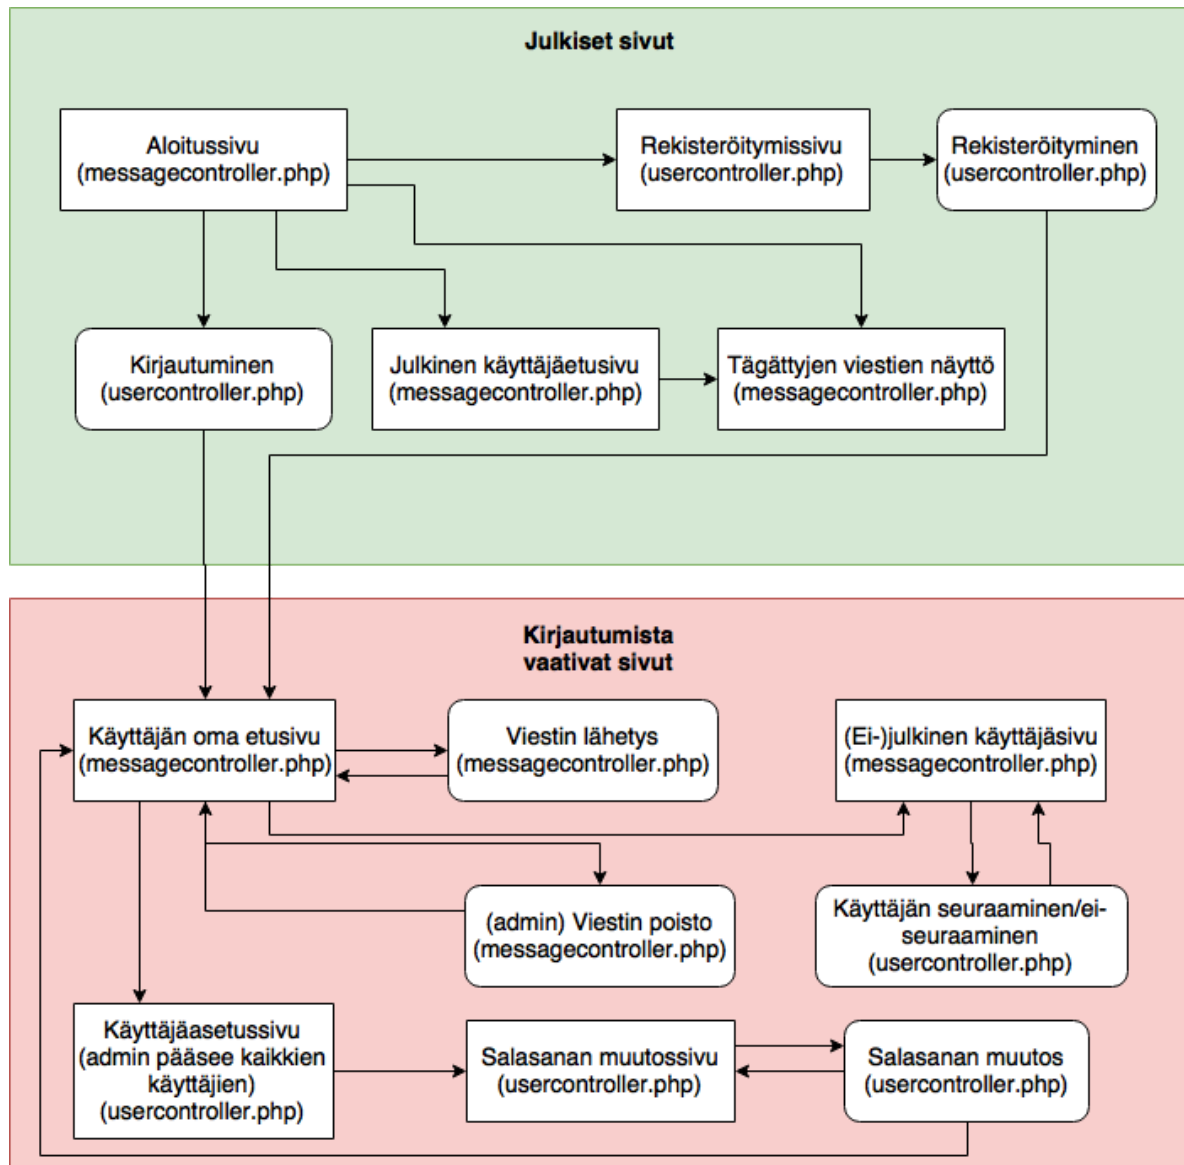 Julkiset sivut
Aloitussivu
(messagecontroller.php)
Rekisteröitymissivu
(usercontroller.php)
Rekisteröityminen
(usercontroller.php)
Kirjautuminen
(usercontroller.php)
Julkinen käyttäjäetusivu
(messagecontroller.php)
Tägättyjen viestien näyttö
(messagecontroller.php)
Kirjautumista
vaativat sivut
Käyttäjän oma etusivu
(messagecontroller.php)
Viestin lähetys
(messagecontroller.php)
(Ei-)julkinen käyttäjäsivu
(messagecontroller.php)
(admin) Viestin poisto
(messagecontroller.php)
Käyttäjän seuraaminen/ei-
seuraaminen
(usercontroller.php)
Käyttäjäasetussivu
(admin pääsee kaikkien
käyttäjien)
(usercontroller.php)
Salasanan muutossivu
(usercontroller.php)
Salasanan muutos
(usercontroller.php)